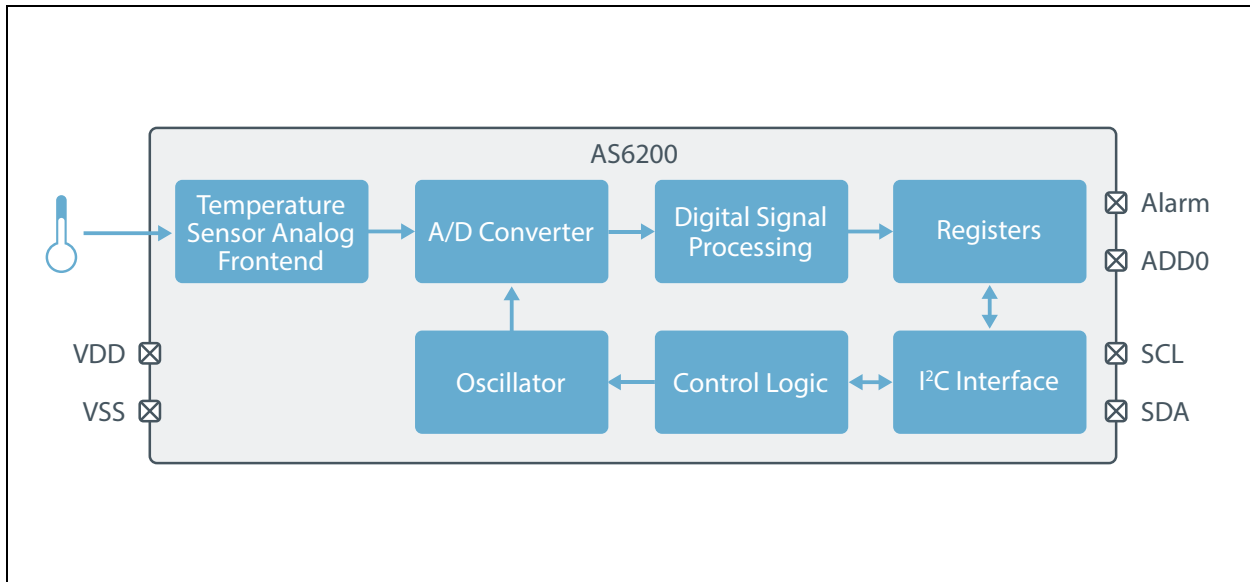 AS6200
Temperature
Sensor Analog
Frontend
A/D Converter
Digital Signal
Processing
Registers
Alarm
ADD0
VDD
VSS
Oscillator
Control Logic
I²C Interface
SCL
SDA